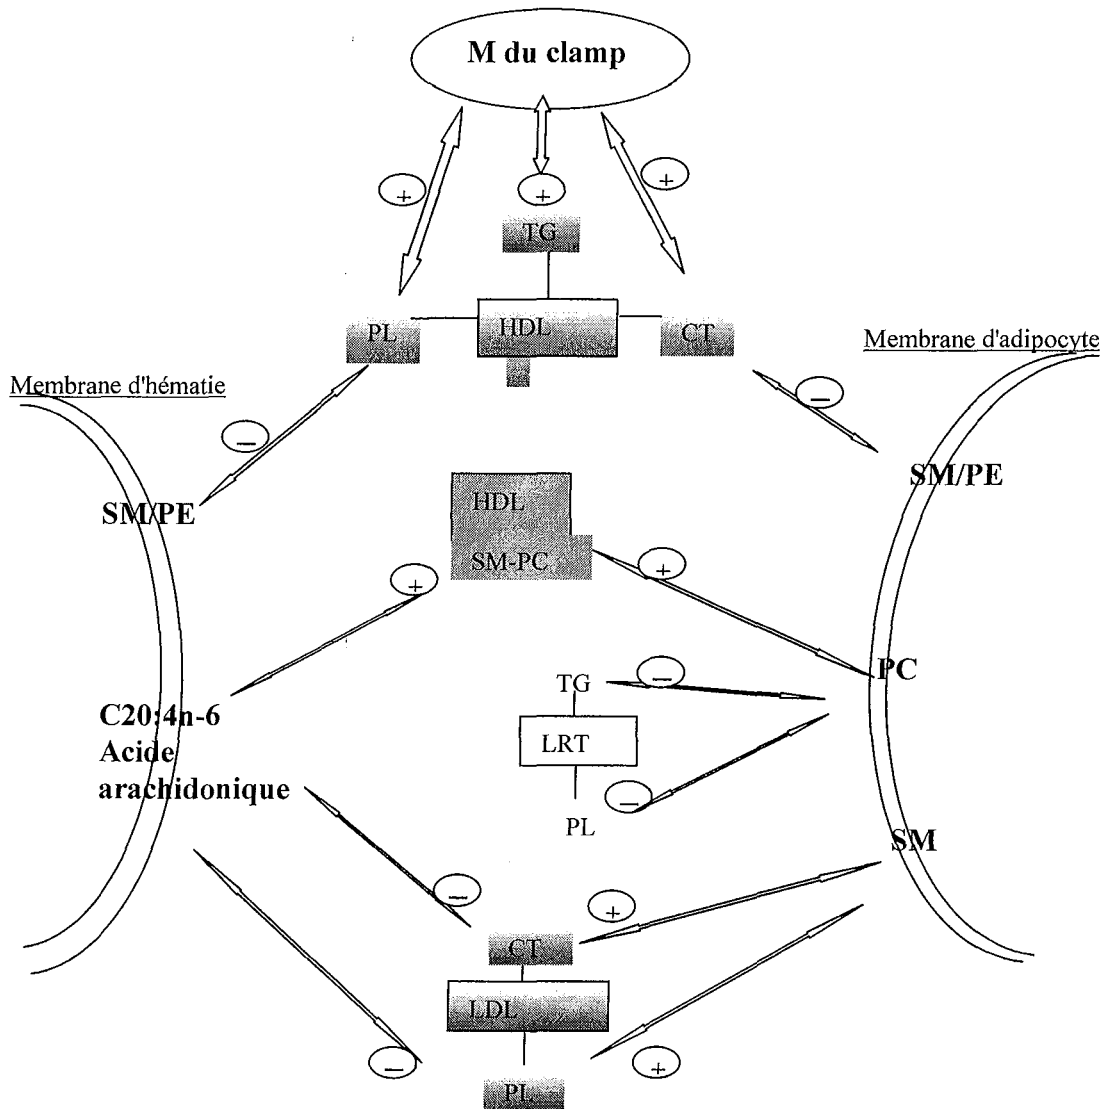 M du clamp
+
+
+
TG
PL
HDL
CT
Membrane d'adipocyte
Membrane d'hématie
–
–
SM/PE
SM/PE
HDL
SM-PC
+
+
PC
TG
–
C20:4n-6
Acide
arachidonique
LRT
–
PL
SM
–
+
CT
LDL
–
+
PL